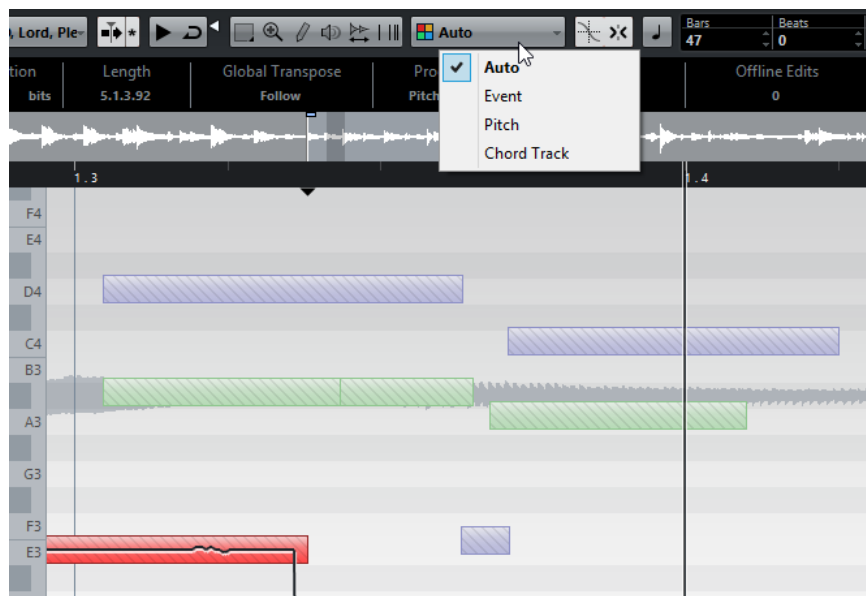 , Lord, Ple
*
Auto
Bars
47
Beats
0
tion
bits
Length
5.1.3.92
Global Transpose
Follow
Pro
Pitch
Offline Edits
0
Auto
Event
Pitch
Chord Track
1.3
1.4
F4
E4
D4
C4
B3
A3
G3
F3
E3